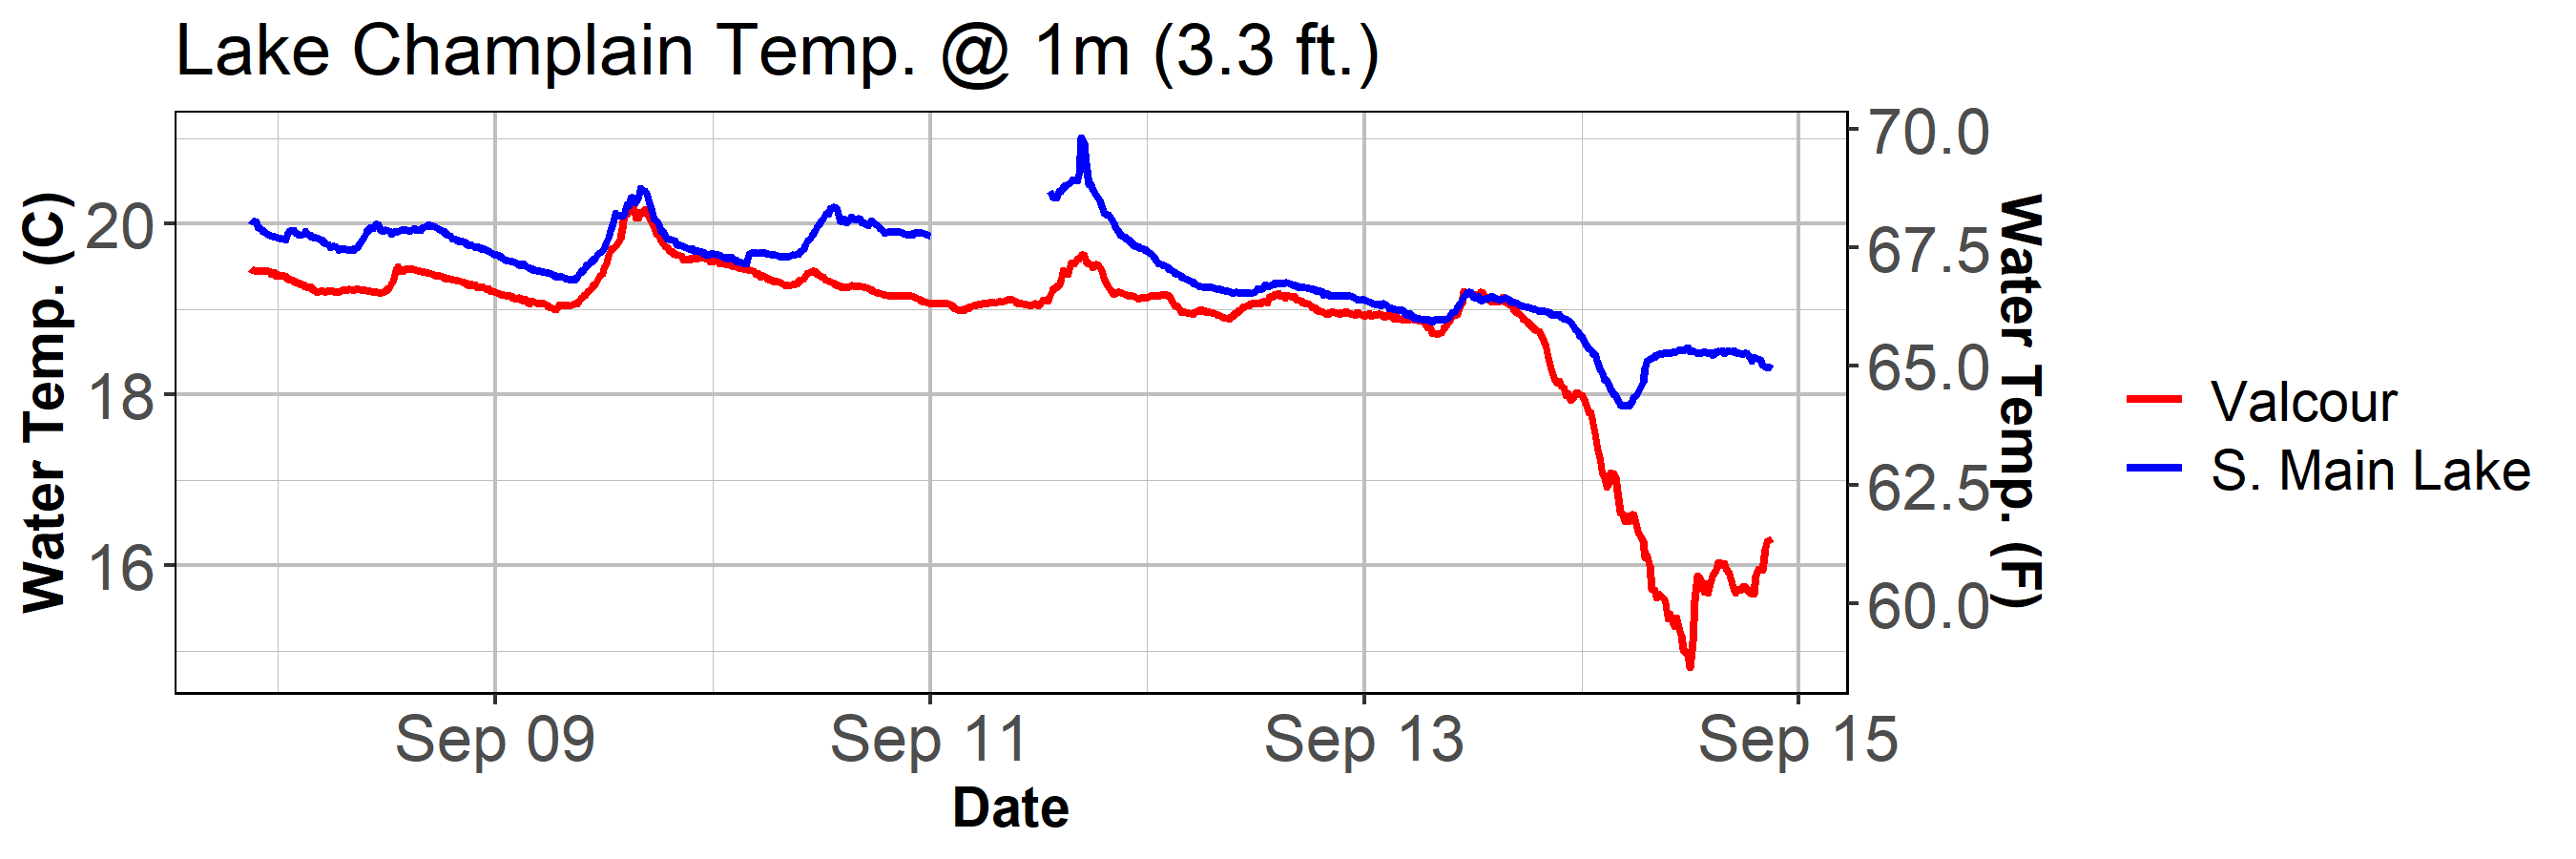 Lake Champlain Temp. @ 1m (3.3 ft.)
Water Temp. (C)
20
18
16
70.0
67.5
65.0
62.5
60.0
Water Temp. (F)
Sep 09
Sep 11
Sep 13
Sep 15
Date
Valcour
S. Main Lake